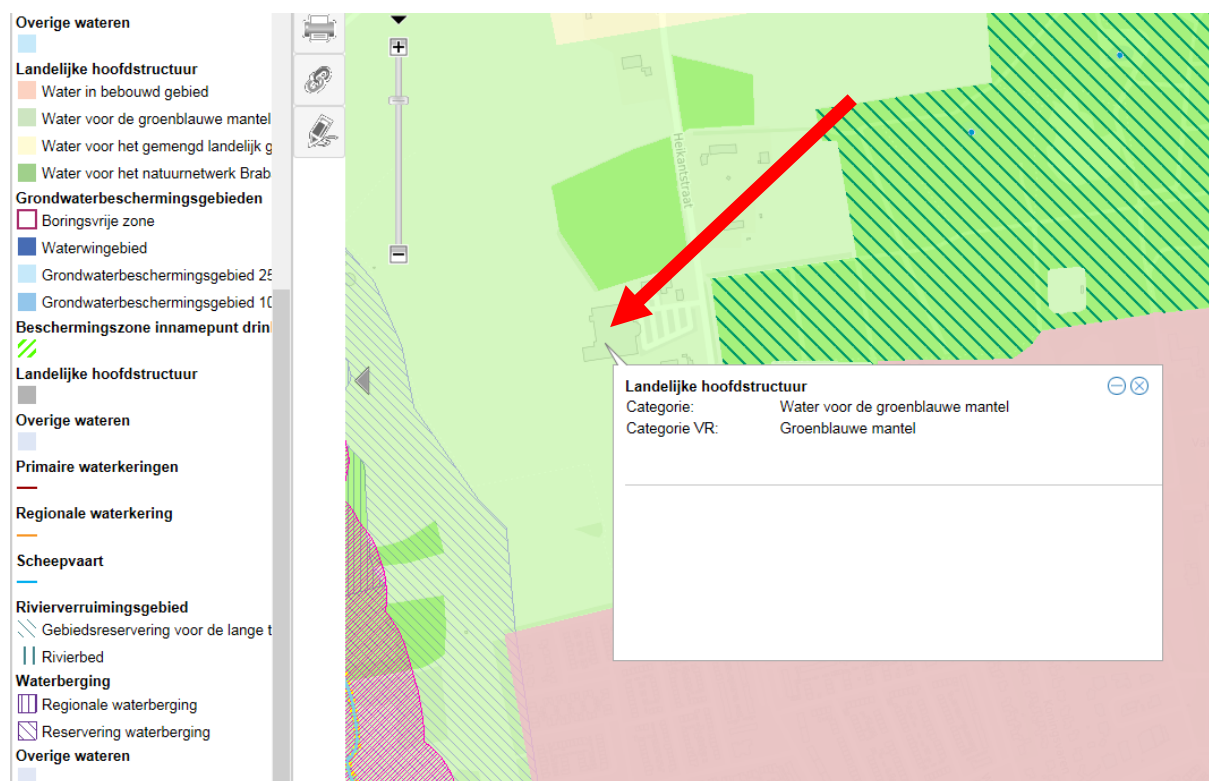 Overige wateren
Landelijke hoofdstructuur
Water in bebouwd gebied
Water voor de groenblauwe mantel
Water voor het gemengd landelijk g
Water voor het natuurnetwerk Brab
Grondwaterbeschermingsgebieden
Boringsvrije zone
Waterwingebied
Grondwaterbeschermingsgebied 25
Grondwaterbeschermingsgebied 10
Beschermingszone innamepunt drin
Landelijke hoofdstructuur
Overige wateren
Primaire waterkeringen
Regionale waterkering
Scheepvaart
Rivierverruimingsgebied
Gebiedsreservering voor de lange t
Rivierbed
Waterberging
Regionale waterberging
Reservering waterberging
Overige wateren
Heikantstraat
Landelijke hoofdstructuur
Categorie: Water voor de groenblauwe mantel
Categorie VR: Groenblauwe mantel